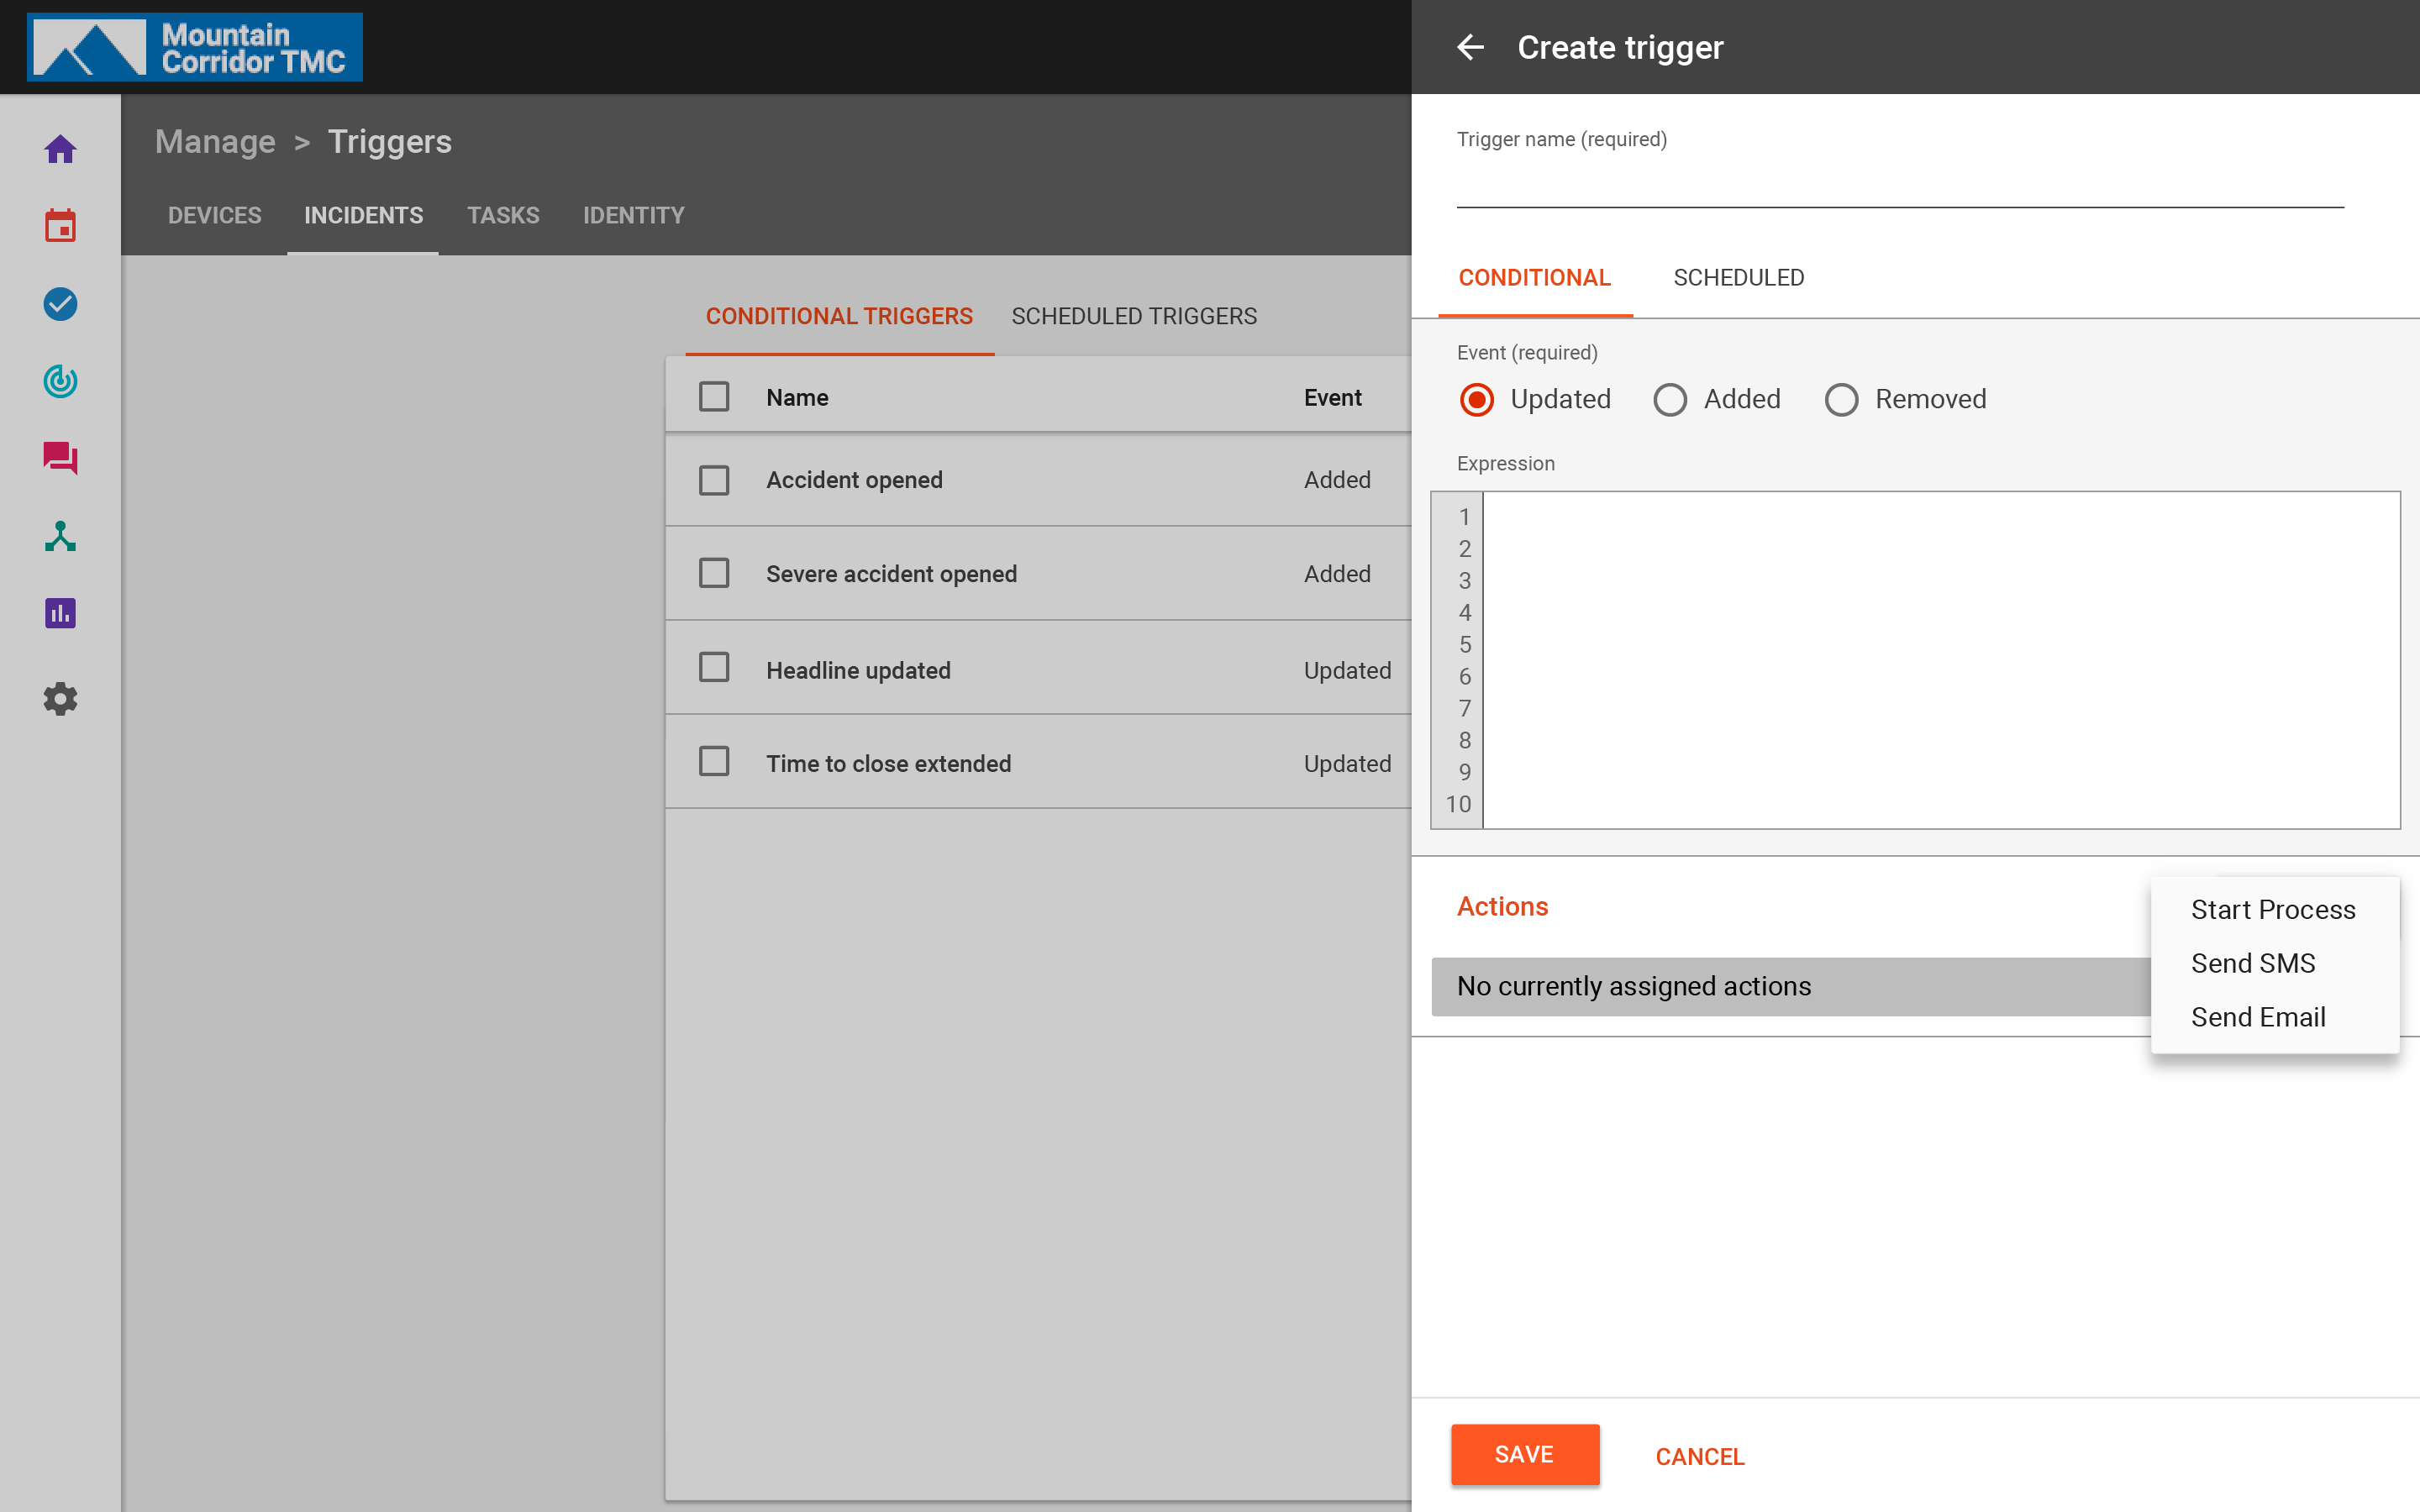 Mountain
Corridor TMC
Manage > Triggers
DEVICES INCIDENTS TASKS IDENTITY
CONDITIONAL TRIGGERS SCHEDULED TRIGGERS
Name Event
Accident opened Added
Severe accident opened Added
Headline updated Updated
Time to close extended Updated
Create trigger
Trigger name (required)
CONDITIONAL SCHEDULED
Event (required)
Updated Added Removed
Expression
1
2
3
4
5
6
7
8
9
10
Actions
No currently assigned actions
Start Process
Send SMS
Send Email
SAVE CANCEL